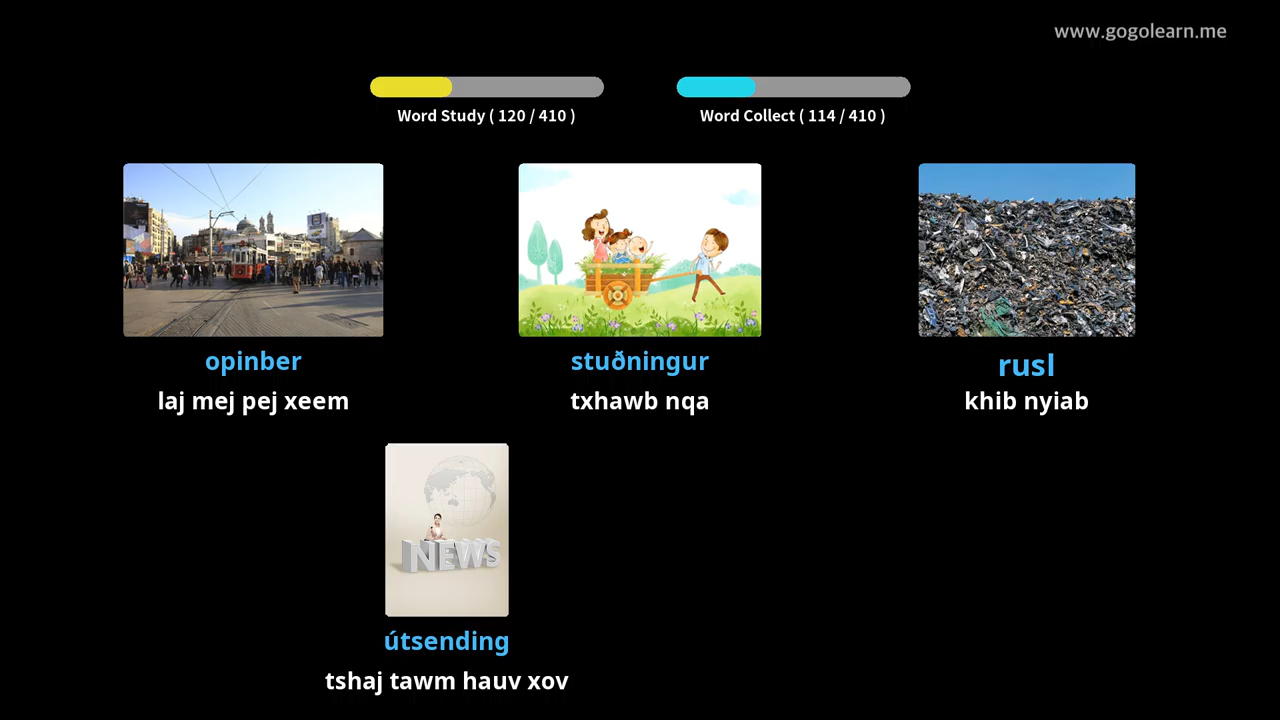 www.gogolearn.me
Word Study ( 120 / 410 )
Word Collect ( 114 / 410 )
opinber
laj mej pej xeem
stuðningur
txhawb nqa
rusl
khib nyiab
NEWS
útsending
tshaj tawm hauv xov